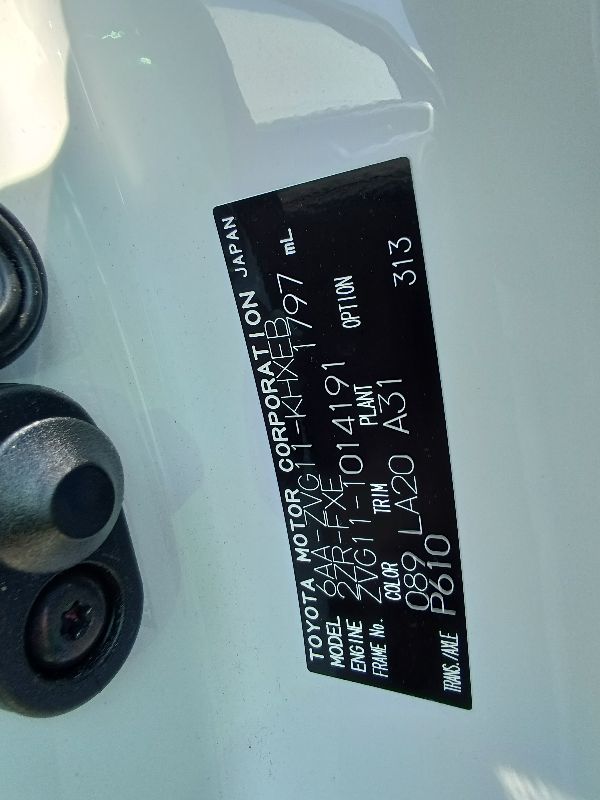 TOYOTA MOTOR CORPORATION JAPAN
MODEL 6AA-ZVG11-KHXEB
ENGINE 2ZR-FXE 1797 mL
FRAME No. ZVG11-1014191
COLOR TRIM PLANT OPTION
089 LA20 A31 313
TRANS./AXLE P610